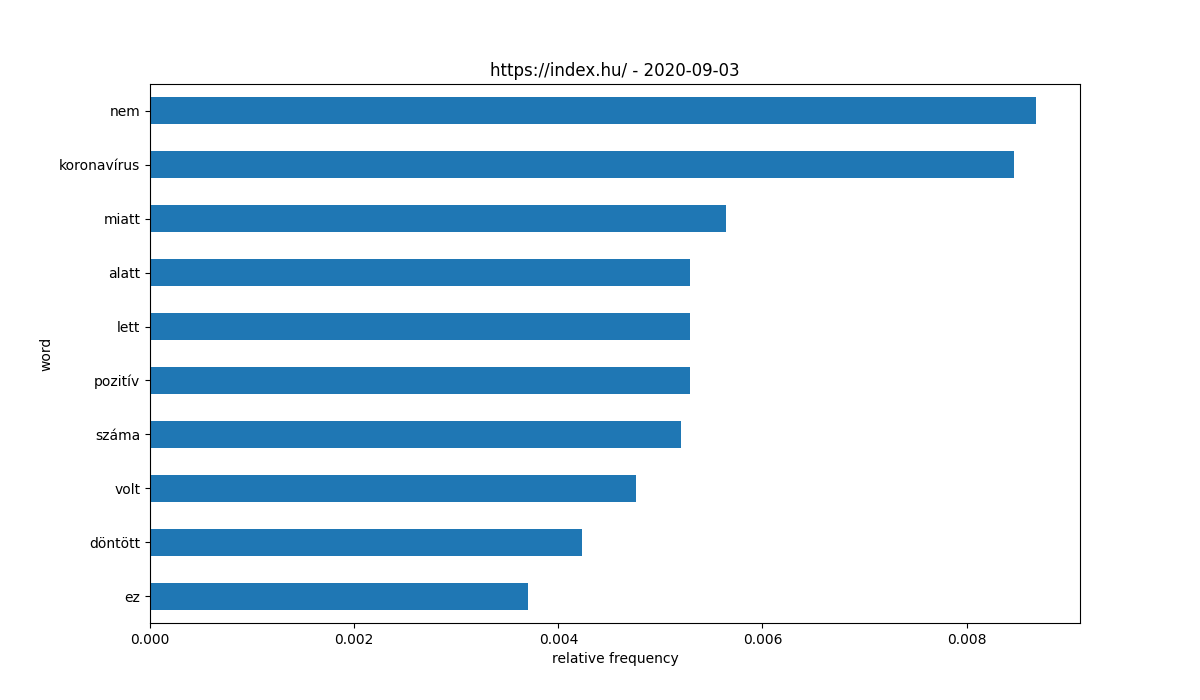 https://index.hu/ - 2020-09-03
nem
koronavírus
miatt
alatt
lett
pozitív
száma
volt
döntött
ez
word
0.000 0.002 0.004 0.006 0.008
relative frequency